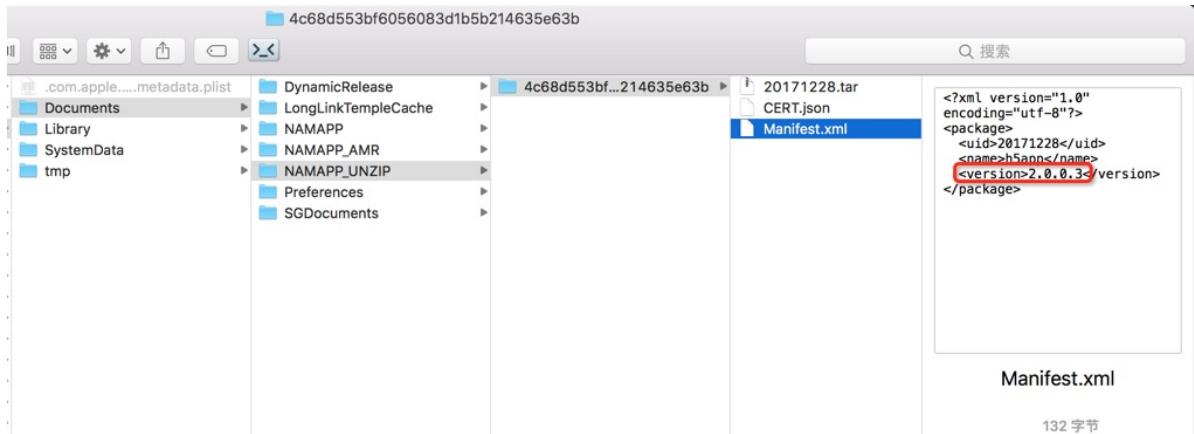 4c68d553bf6056083d1b5b214635e63b
搜索
.com.apple.....metadata.plist
Documents
Library
SystemData
tmp
DynamicRelease
LongLinkTempleCache
NAMAPP
NAMAPP_AMR
NAMAPP_UNZIP
Preferences
SGDocuments
4c68d553bf...214635e63b
20171228.tar
CERT.json
Manifest.xml
<?xml version="1.0"
encoding="utf-8"?>
<package>
<uid>20171228</uid>
<name>h5app</name>
<version>2.0.0.3</version>
</package>
Manifest.xml
132 字节